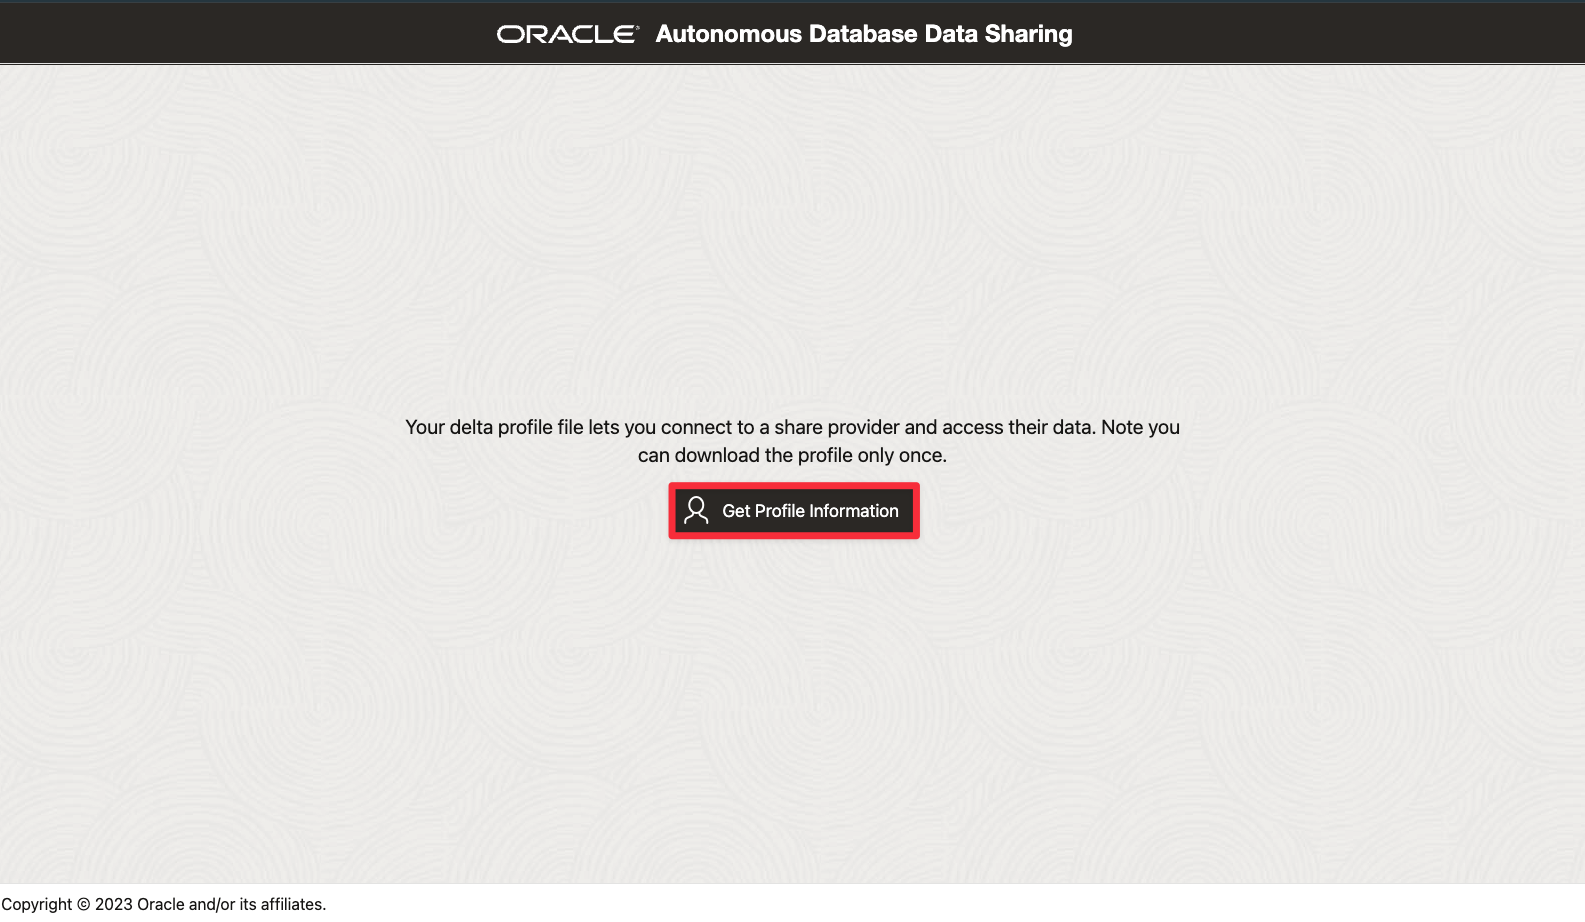 ORACLE Autonomous Database Data Sharing
Your delta profile file lets you connect to a share provider and access their data. Note you
can download the profile only once.
Get Profile Information
Copyright © 2023 Oracle and/or its affiliates.